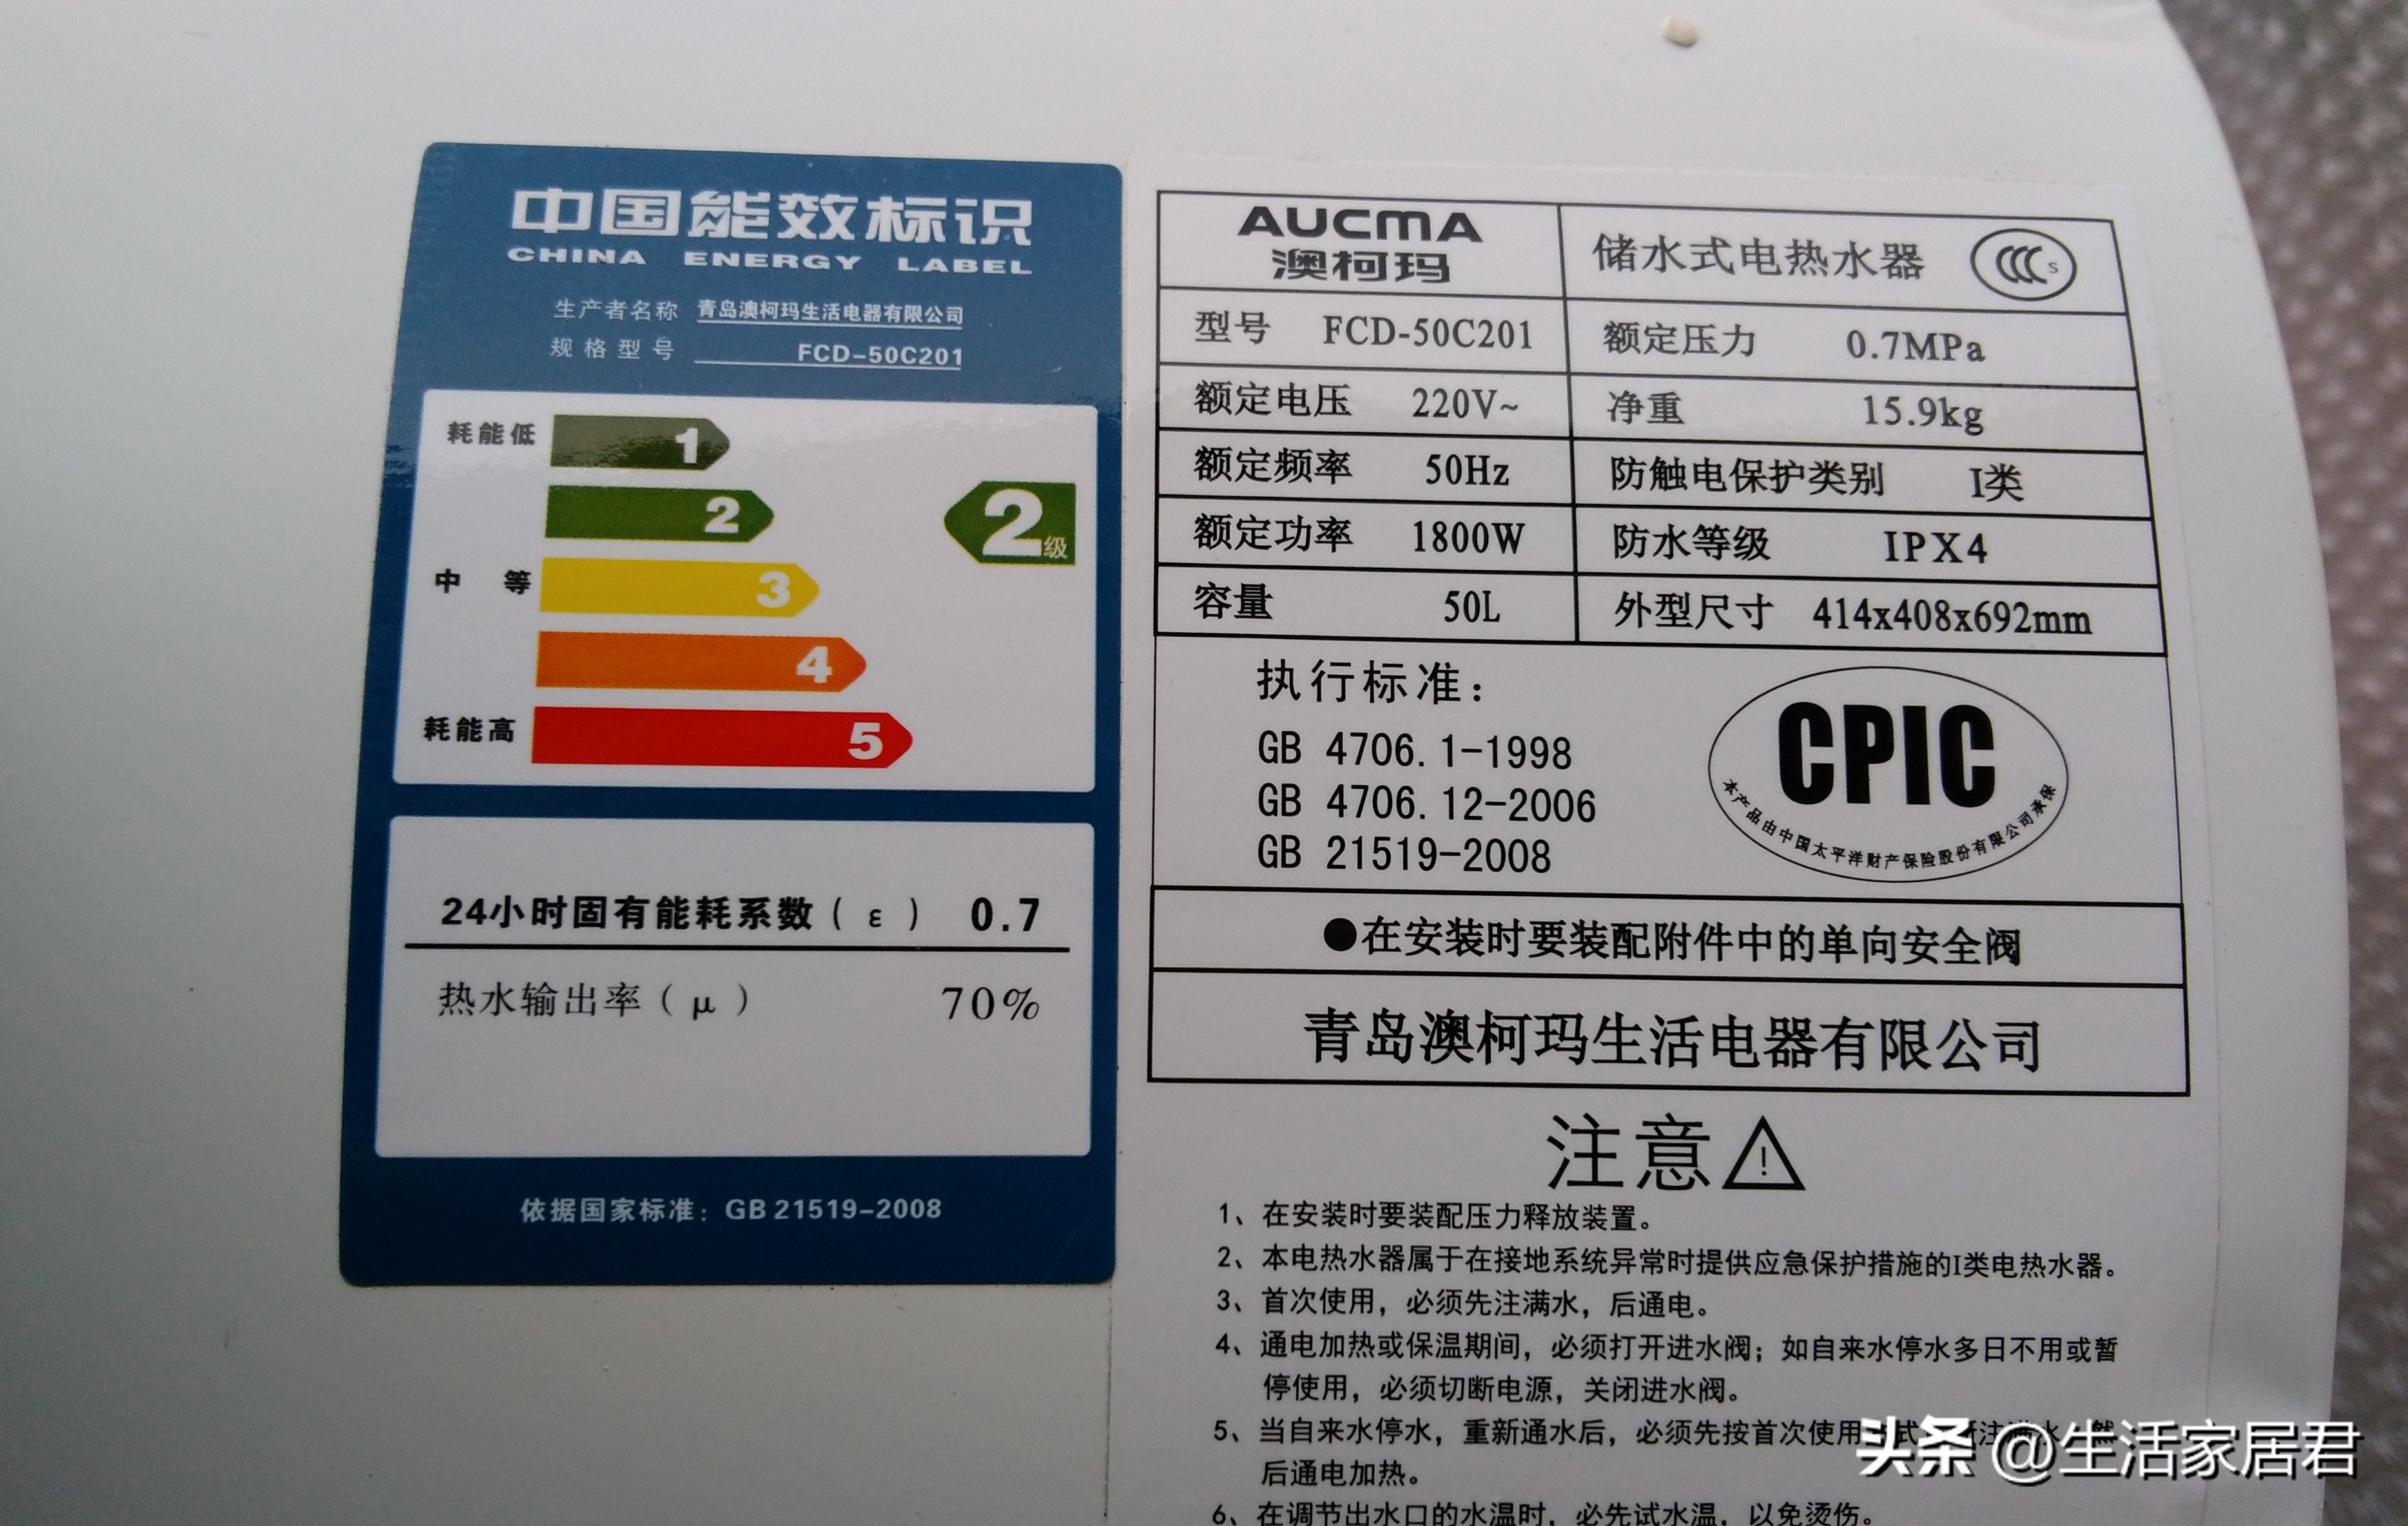 中国能效标识
CHINA ENERGY LABEL
生产者名称 青岛澳柯玛生活电器有限公司
规格型号 FCD-50C201
耗能低 1
2
2级
中 等 3
4
耗能高 5
24小时固有能耗系数(ε) 0.7
热水输出率(μ) 70%
依据国家标准: GB 21519-2008
AUCMA
澳柯玛
储水式电热水器 CCC S
型号 FCD-50C201 额定压力 0.7MPa
额定电压 220V~ 净重 15.9kg
额定频率 50Hz 防触电保护类别 I类
额定功率 1800W 防水等级 IPX4
容量 50L 外型尺寸 414x408x692mm
执行标准:
GB 4706.1-1998
GB 4706.12-2006
GB 21519-2008
CPIC
本产品由中国太平洋财产保险股份有限公司承保
●在安装时要装配附件中的单向安全阀
青岛澳柯玛生活电器有限公司
注意
1、在安装时要装配压力释放装置。
2、本电热水器属于在接地系统异常时提供应急保护措施的I类电热水器。
3、首次使用，必须先注满水，后通电。
4、通电加热或保温期间，必须打开进水阀；如自来水停水多日不用或暂
停使用，必须切断电源，关闭进水阀。
5、当自来水停水，重新通水后，必须先按首次使用
后通电加热。
6、在调节出水口的水温时，必先试水温，以免烫伤。
头条 @生活家居君